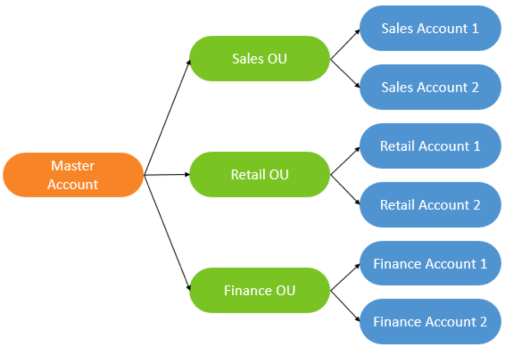 Master
Account
Sales OU
Sales Account 1
Sales Account 2
Retail OU
Retail Account 1
Retail Account 2
Finance OU
Finance Account 1
Finance Account 2